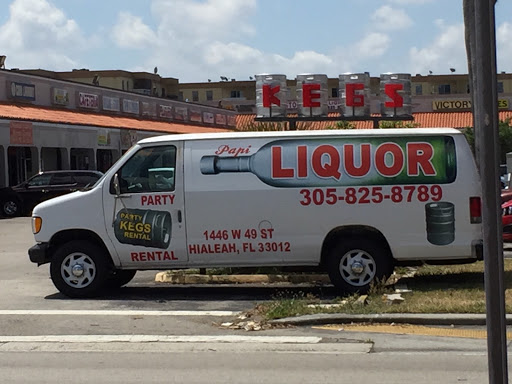 KEGS
VICTORY
Papi
LIQUOR
305-825-8789
PARTY
PARTY
KEGS
RENTAL
RENTAL
1446 W 49 ST
HIALEAH, FL 33012